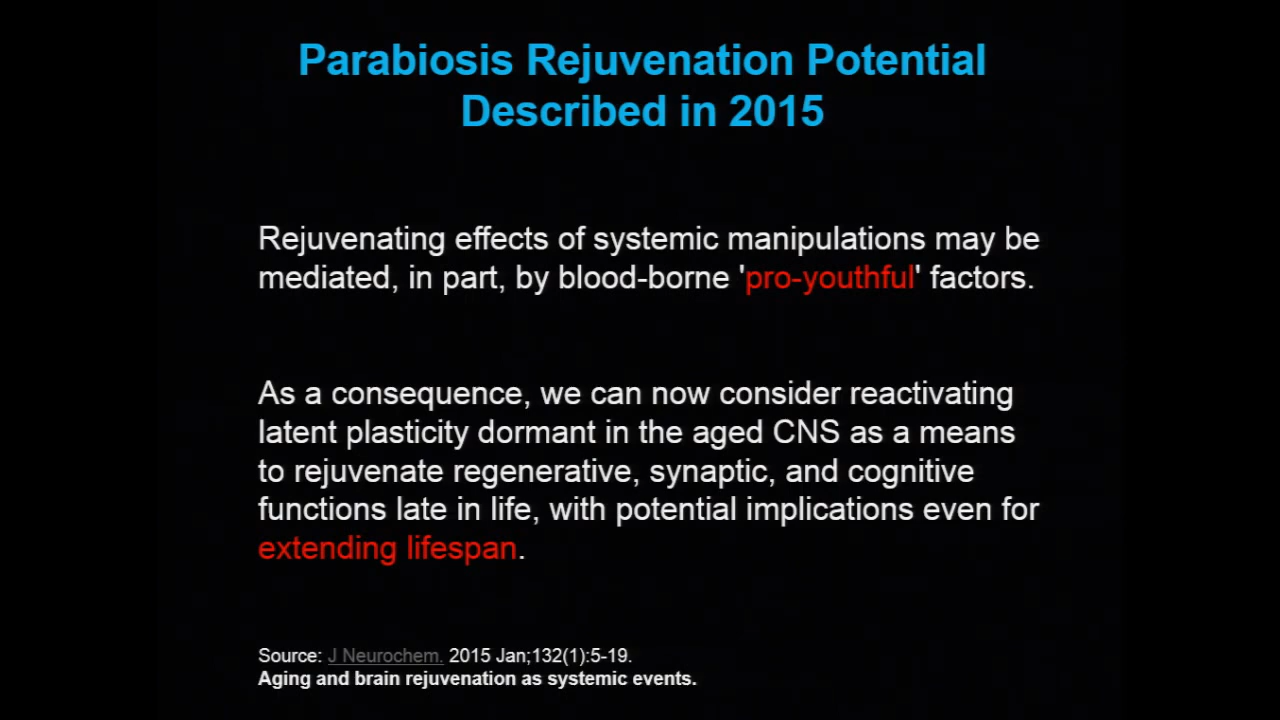 Parabiosis Rejuvenation Potential
Described in 2015
Rejuvenating effects of systemic manipulations may be
mediated, in part, by blood-borne 'pro-youthful' factors.
As a consequence, we can now consider reactivating
latent plasticity dormant in the aged CNS as a means
to rejuvenate regenerative, synaptic, and cognitive
functions late in life, with potential implications even for
extending lifespan.
Source: J Neurochem. 2015 Jan;132(1):5-19.
Aging and brain rejuvenation as systemic events.